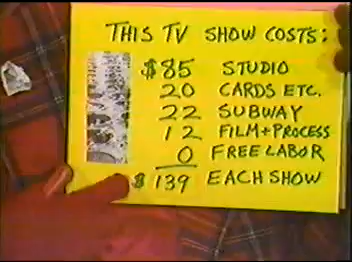 THIS TV SHOW COSTS:
$85 STUDIO
20 CARDS ETC.
22 SUBWAY
12 FILM+PROCESS
0 FREE LABOR
$139 EACH SHOW